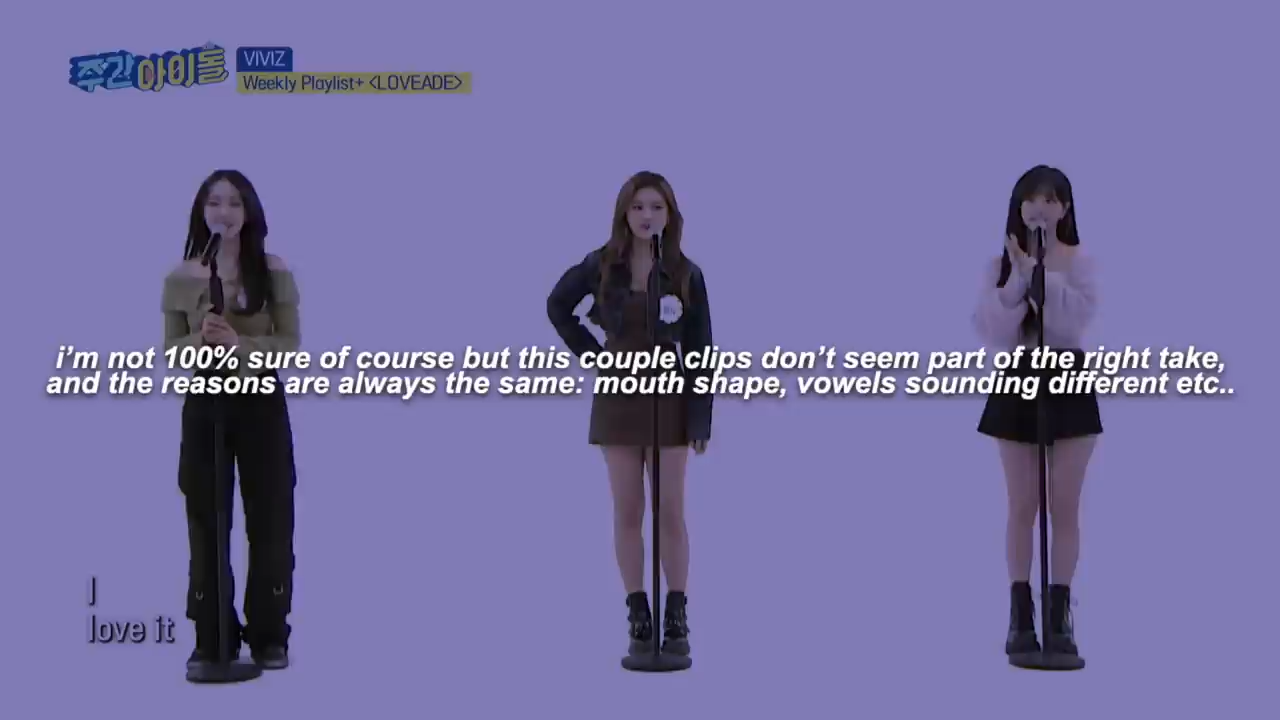 주간아이돌
VIVIZ
Weekly Playlist+ <LOVEADE>
i'm not 100% sure of course but this couple clips don't seem part of the right take,
and the reasons are always the same: mouth shape, vowels sounding different etc..
I
love it